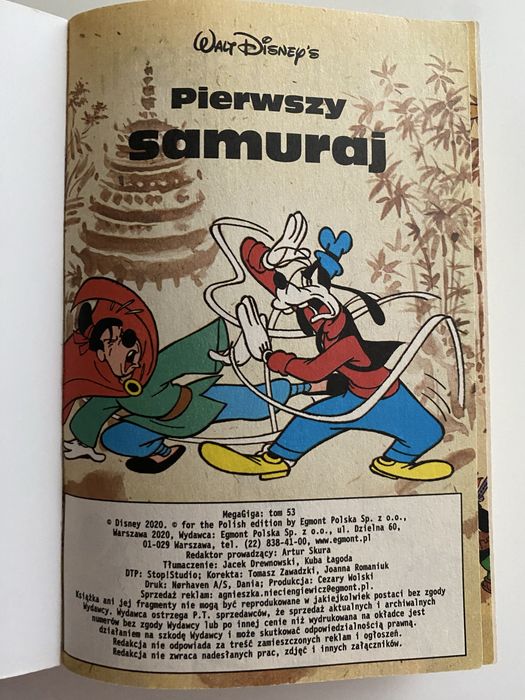 WALT DISNEY'S
Pierwszy
samuraj
MegaGiga: tom 53
© Disney 2020. © for the Polish edition by Egmont Polska Sp. z o.o.,
Warszawa 2020, Wydawca: Egmont Polska Sp. z o.o., ul. Dzielna 60,
01-029 Warszawa, tel. (22) 838-41-00, www.egmont.pl
Redaktor prowadzący: Artur Skura
Tłumaczenie: Jacek Drewnowski, Kuba Łagoda
DTP: Stop!Studio; Korekta: Tomasz Zawadzki, Joanna Romaniuk
Druk: Nørhaven A/S, Dania; Produkcja: Cezary Wolski
Sprzedaż reklam: agnieszka.nieciengiewicz@egmont.pl.
Książka ani jej fragmenty nie mogą być reprodukowane w jakiejkolwiek postaci bez zgody
Wydawcy. Wydawca ostrzega P.T. sprzedawców, że sprzedaż aktualnych i archiwalnych
numerów bez zgody Wydawcy lub po innej cenie niż wydrukowana na okładce jest
działaniem na szkodę Wydawcy i może skutkować odpowiedzialnością prawną.
Redakcja nie odpowiada za treść zamieszczonych reklam i ogłoszeń.
Redakcja nie zwraca nadesłanych prac, zdjęć i innych załączników.